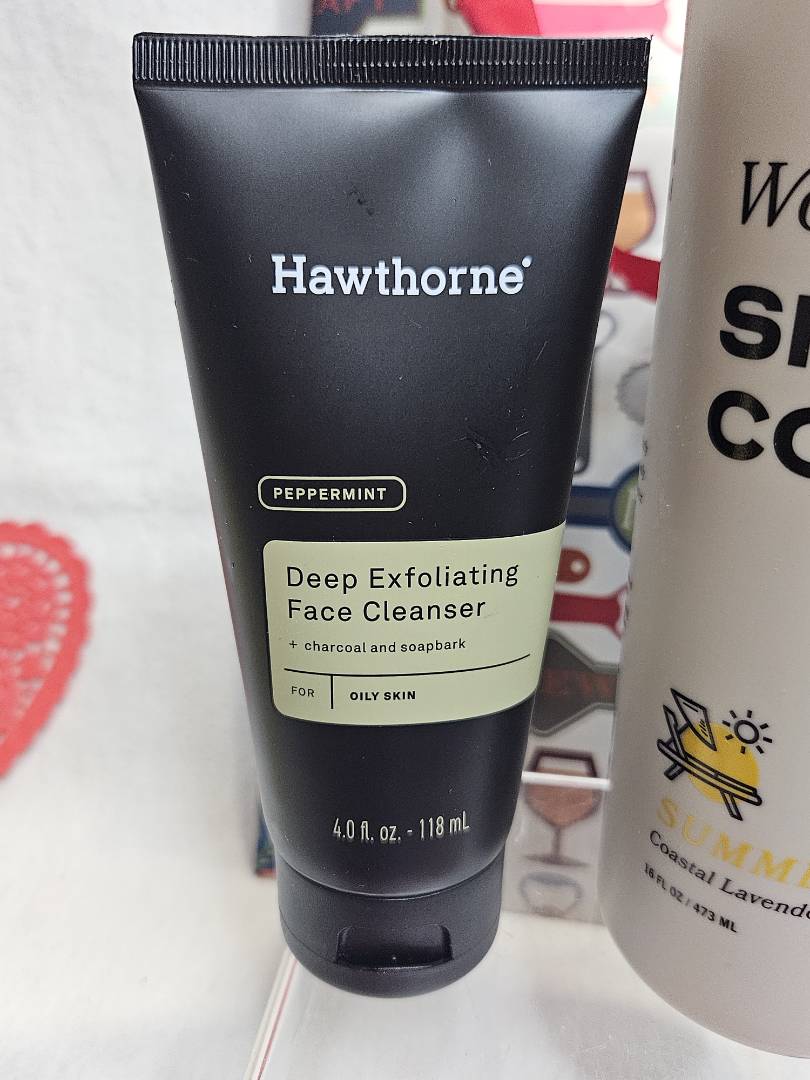 Hawthorne
PEPPERMINT
Deep Exfoliating
Face Cleanser
+ charcoal and soapbark
FOR OILY SKIN
4.0 fl. oz. - 118 mL
SUMM
Coastal Lavend
16 FL OZ / 473 ML